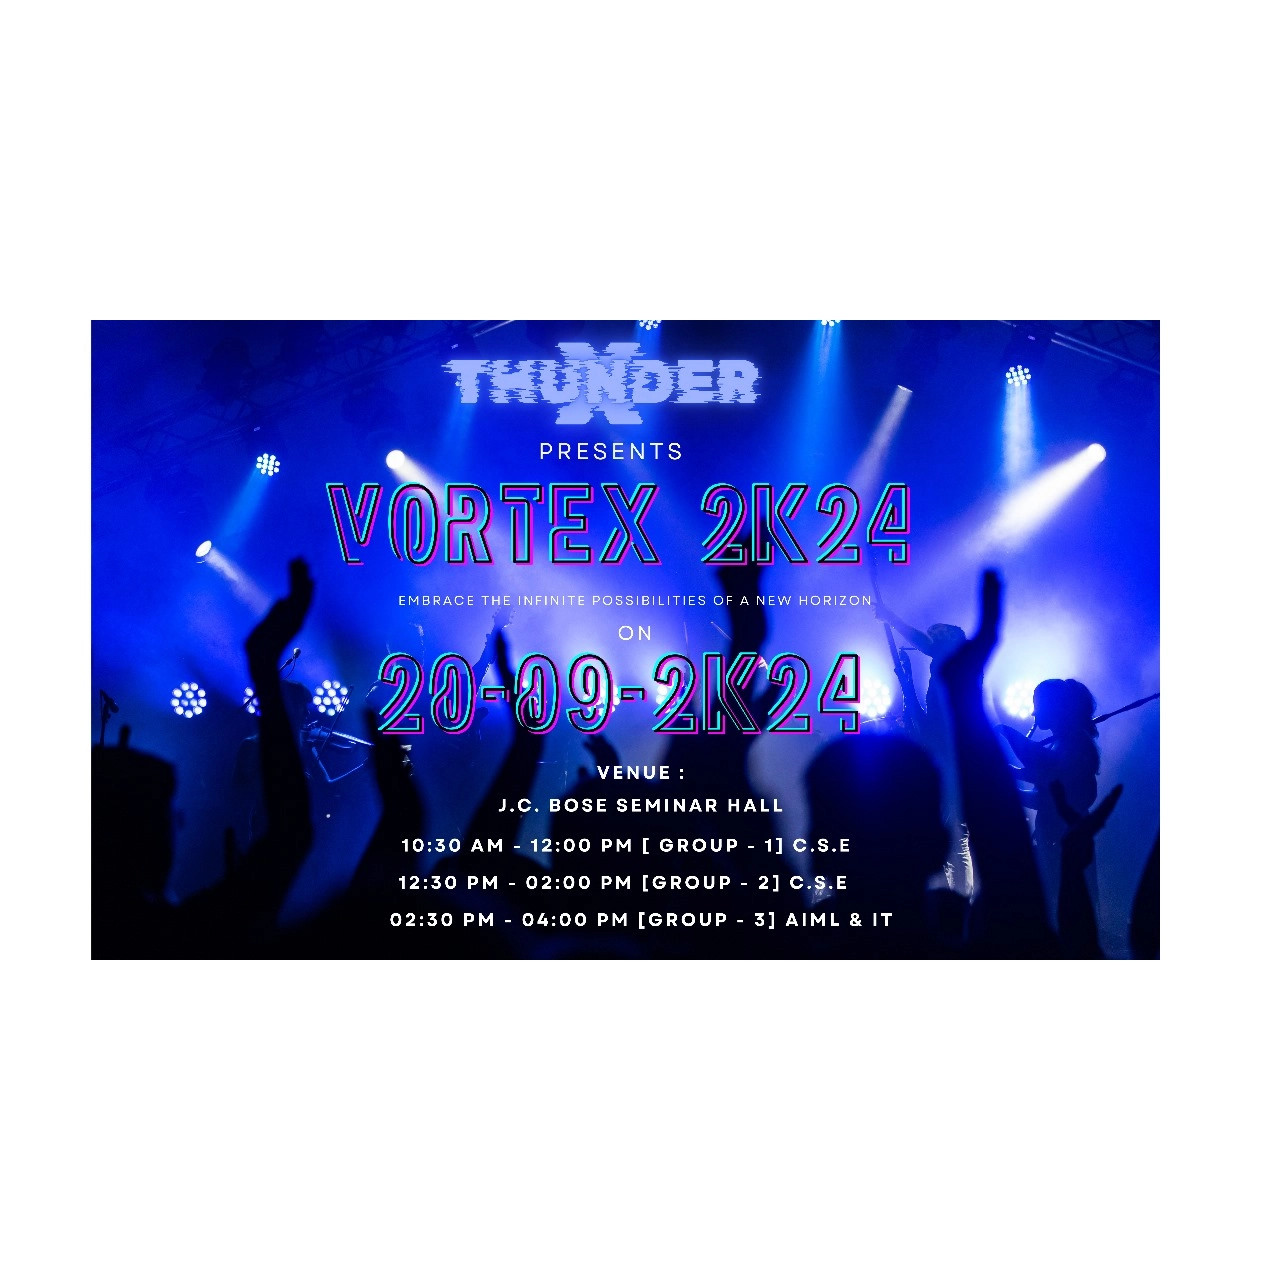 THUNDER
X
PRESENTS
VORTEX 2K24
EMBRACE THE INFINITE POSSIBILITIES OF A NEW HORIZON
ON
20-09-2K24
VENUE :
J.C. BOSE SEMINAR HALL
10:30 AM - 12:00 PM [ GROUP - 1] C.S.E
12:30 PM - 02:00 PM [GROUP - 2] C.S.E
02:30 PM - 04:00 PM [GROUP - 3] AIML & IT